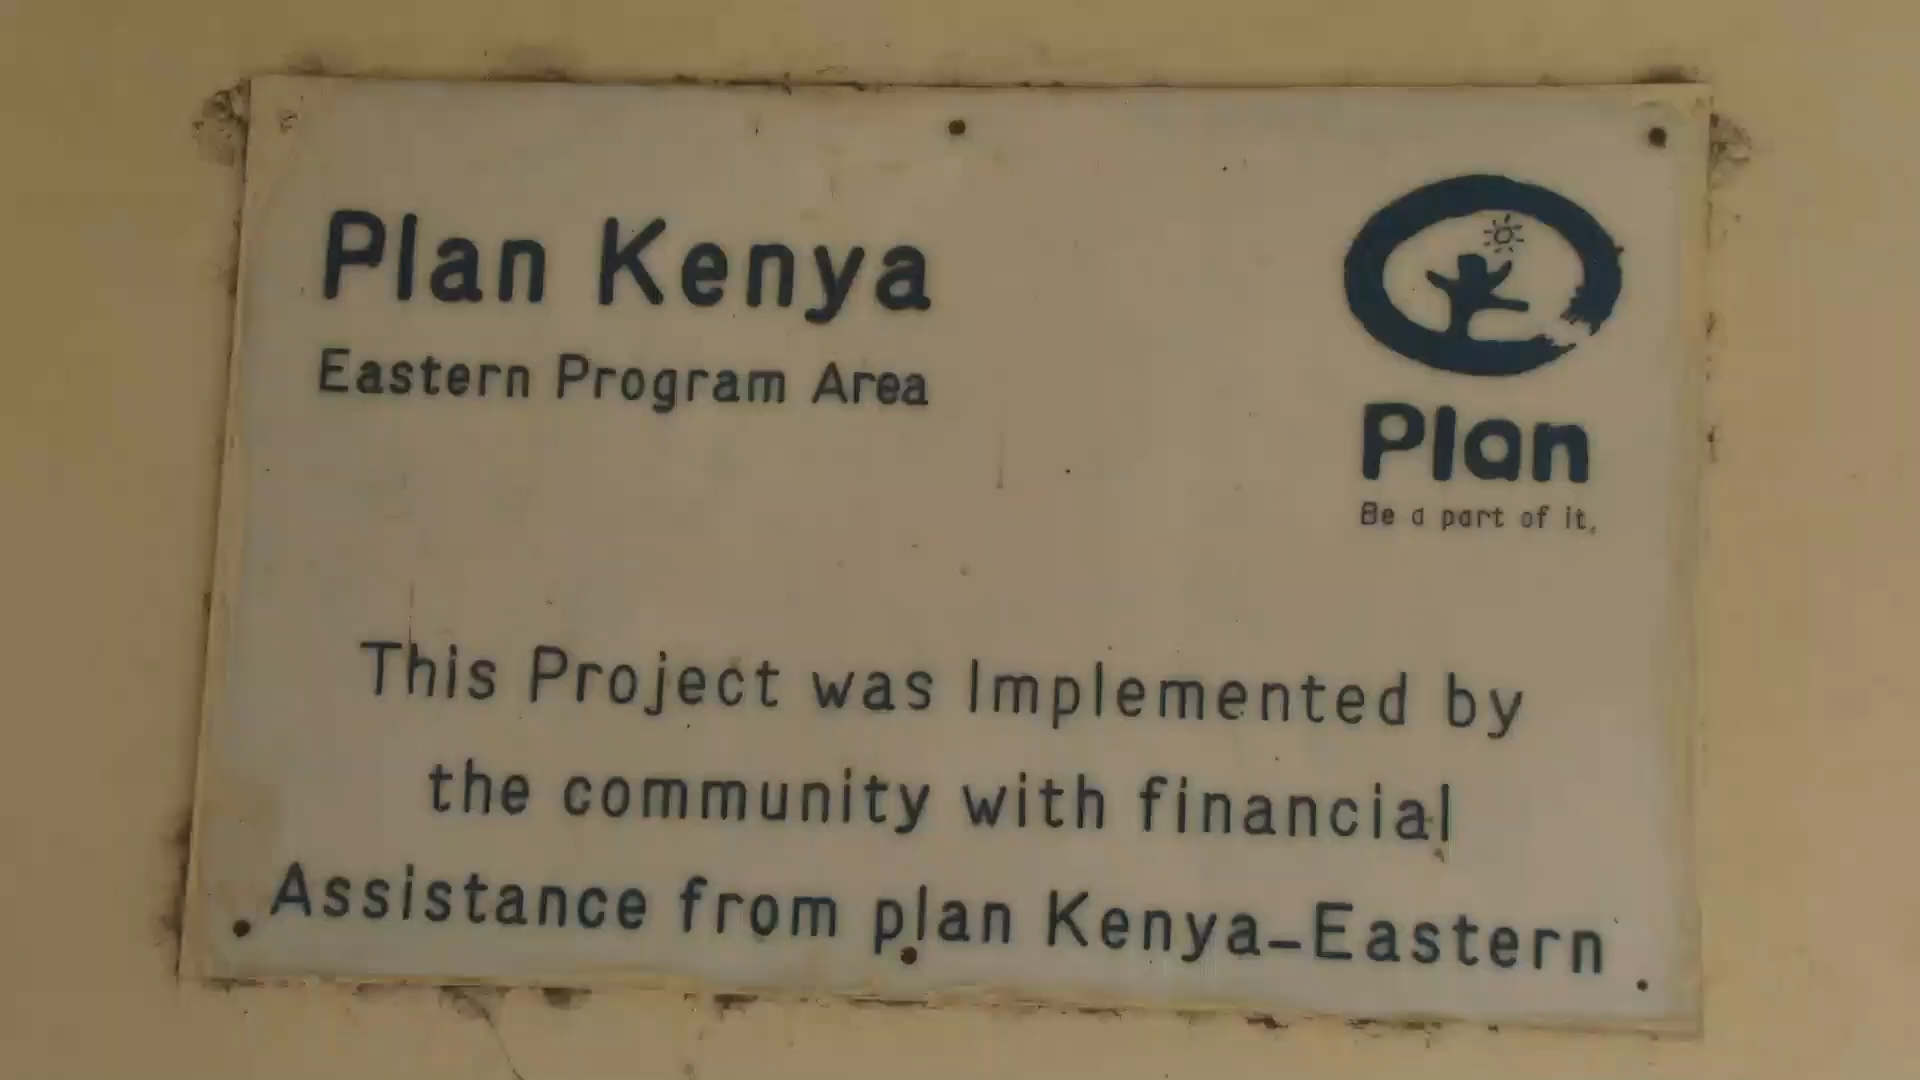 Plan Kenya
Eastern Program Area
Plan
Be a part of it.
This Project was Implemented by
the community with financial
Assistance from plan Kenya-Eastern